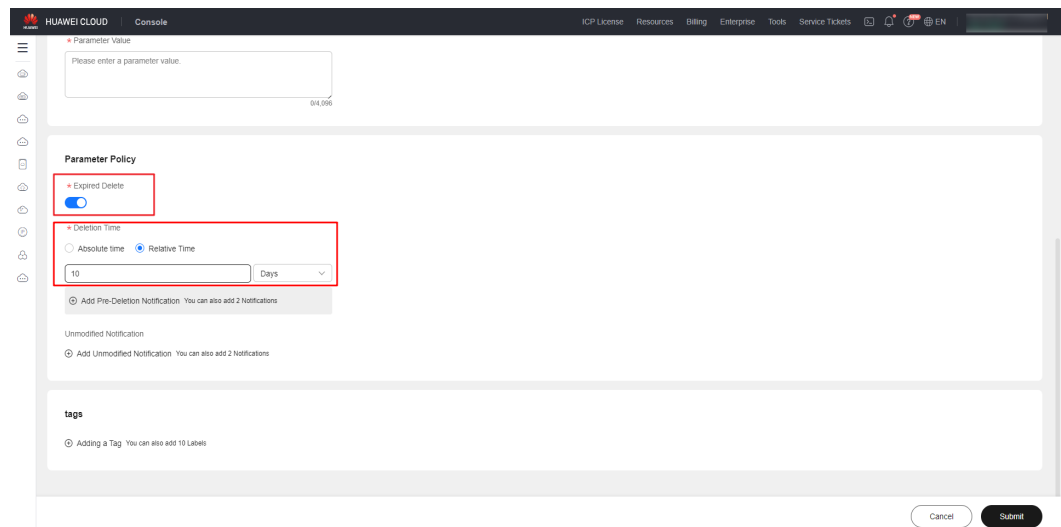 HUAWEI HUAWEI CLOUD Console ICP License Resources Billing Enterprise Tools Service Tickets NEW EN
* Parameter Value
Please enter a parameter value.
0/4,096
Parameter Policy
* Expired Delete
* Deletion Time
Absolute time Relative Time
10 Days
Add Pre-Deletion Notification You can also add 2 Notifications
Unmodified Notification
Add Unmodified Notification You can also add 2 Notifications
tags
Adding a Tag You can also add 10 Labels
Cancel Submit